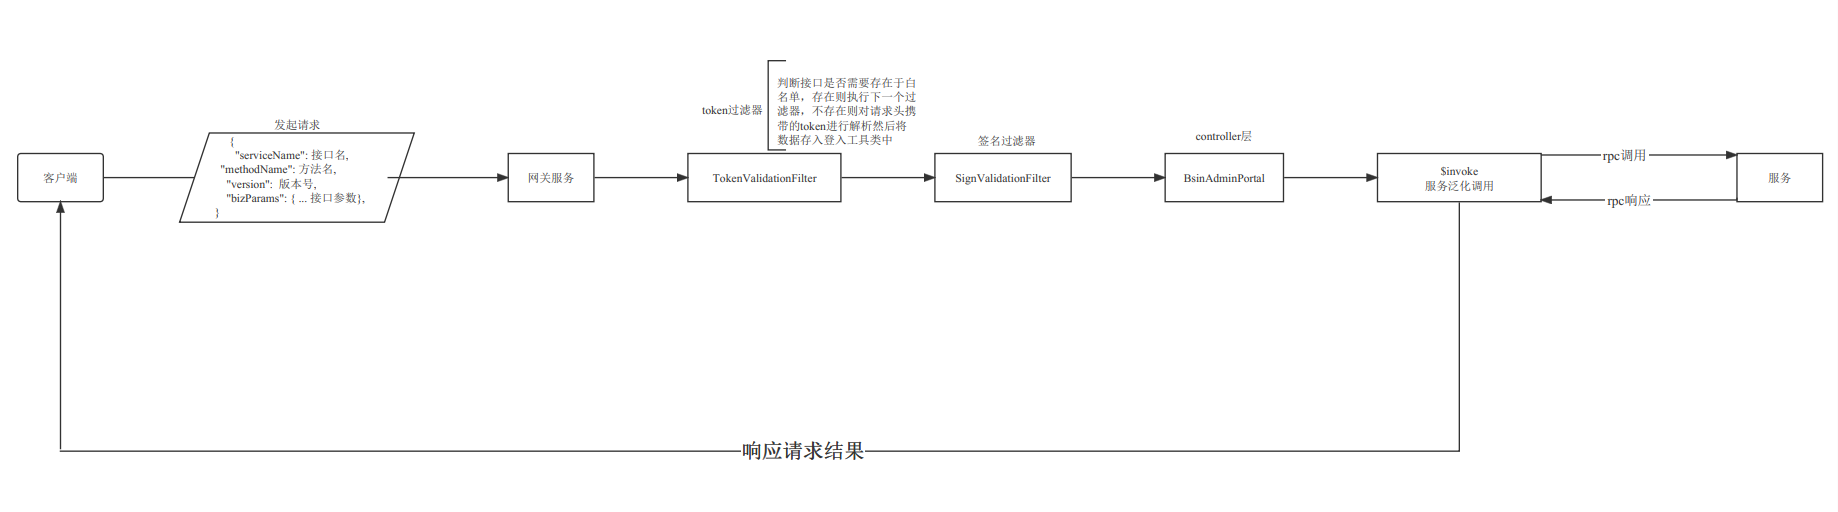 发起请求
客户端
{
"serviceName": 接口名,
"methodName": 方法名,
"version": 版本号,
"bizParams": { ... 接口参数},
}
网关服务
token过滤器
判断接口是否需要存在于白
名单，存在则执行下一个过
滤器，不存在则对请求头携
带的token进行解析然后将
数据存入登入工具类中
TokenValidationFilter
签名过滤器
SignValidationFilter
controller层
BsinAdminPortal
$invoke
服务泛化调用
rpc调用
rpc响应
服务
响应请求结果